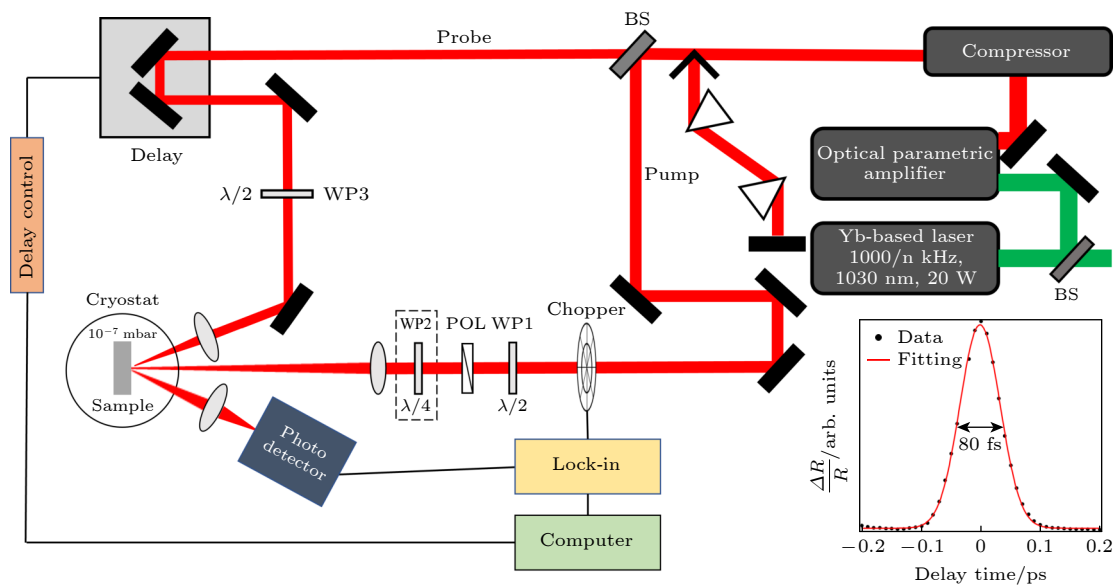 BS
Probe
Compressor
Delay
Optical parametric
amplifier
Pump
λ/2
WP3
Delay control
Yb-based laser
1000/n kHz,
1030 nm, 20 W
BS
Cryostat
10⁻⁷ mbar
Sample
WP2
POL WP1
Chopper
λ/4
λ/2
Photo
detector
Lock-in
Computer
Data
Fitting
80 fs
ΔR/R/arb. units
−0.2 −0.1 0 0.1 0.2
Delay time/ps